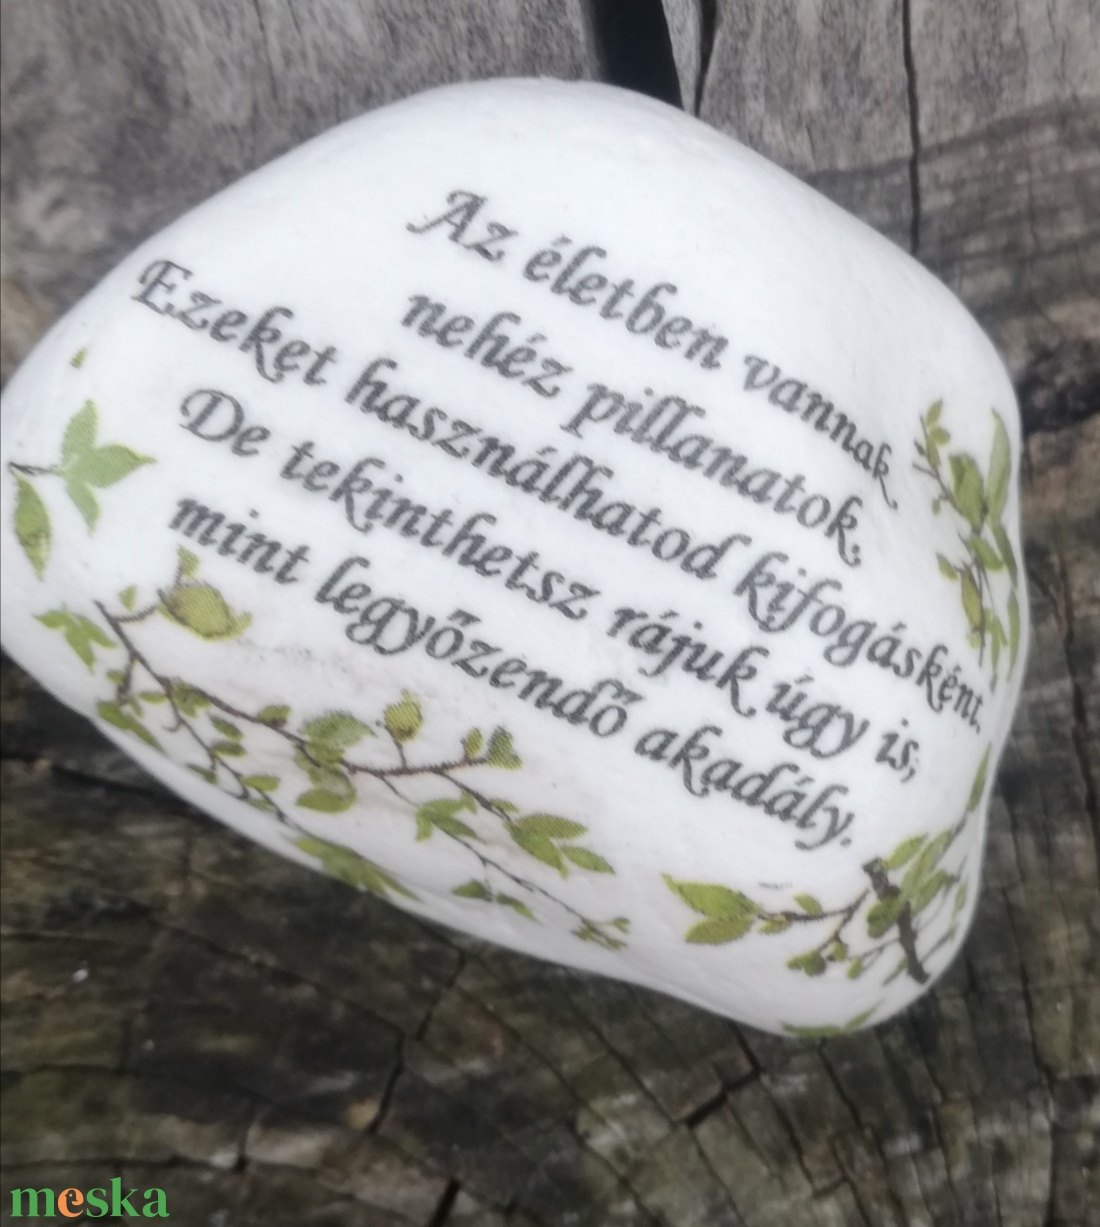 Az életben vannak
nehéz pillanatok.
Ezeket használhatod kifogásként.
De tekinthetsz rájuk úgy is,
mint legyőzendő akadály.
meska